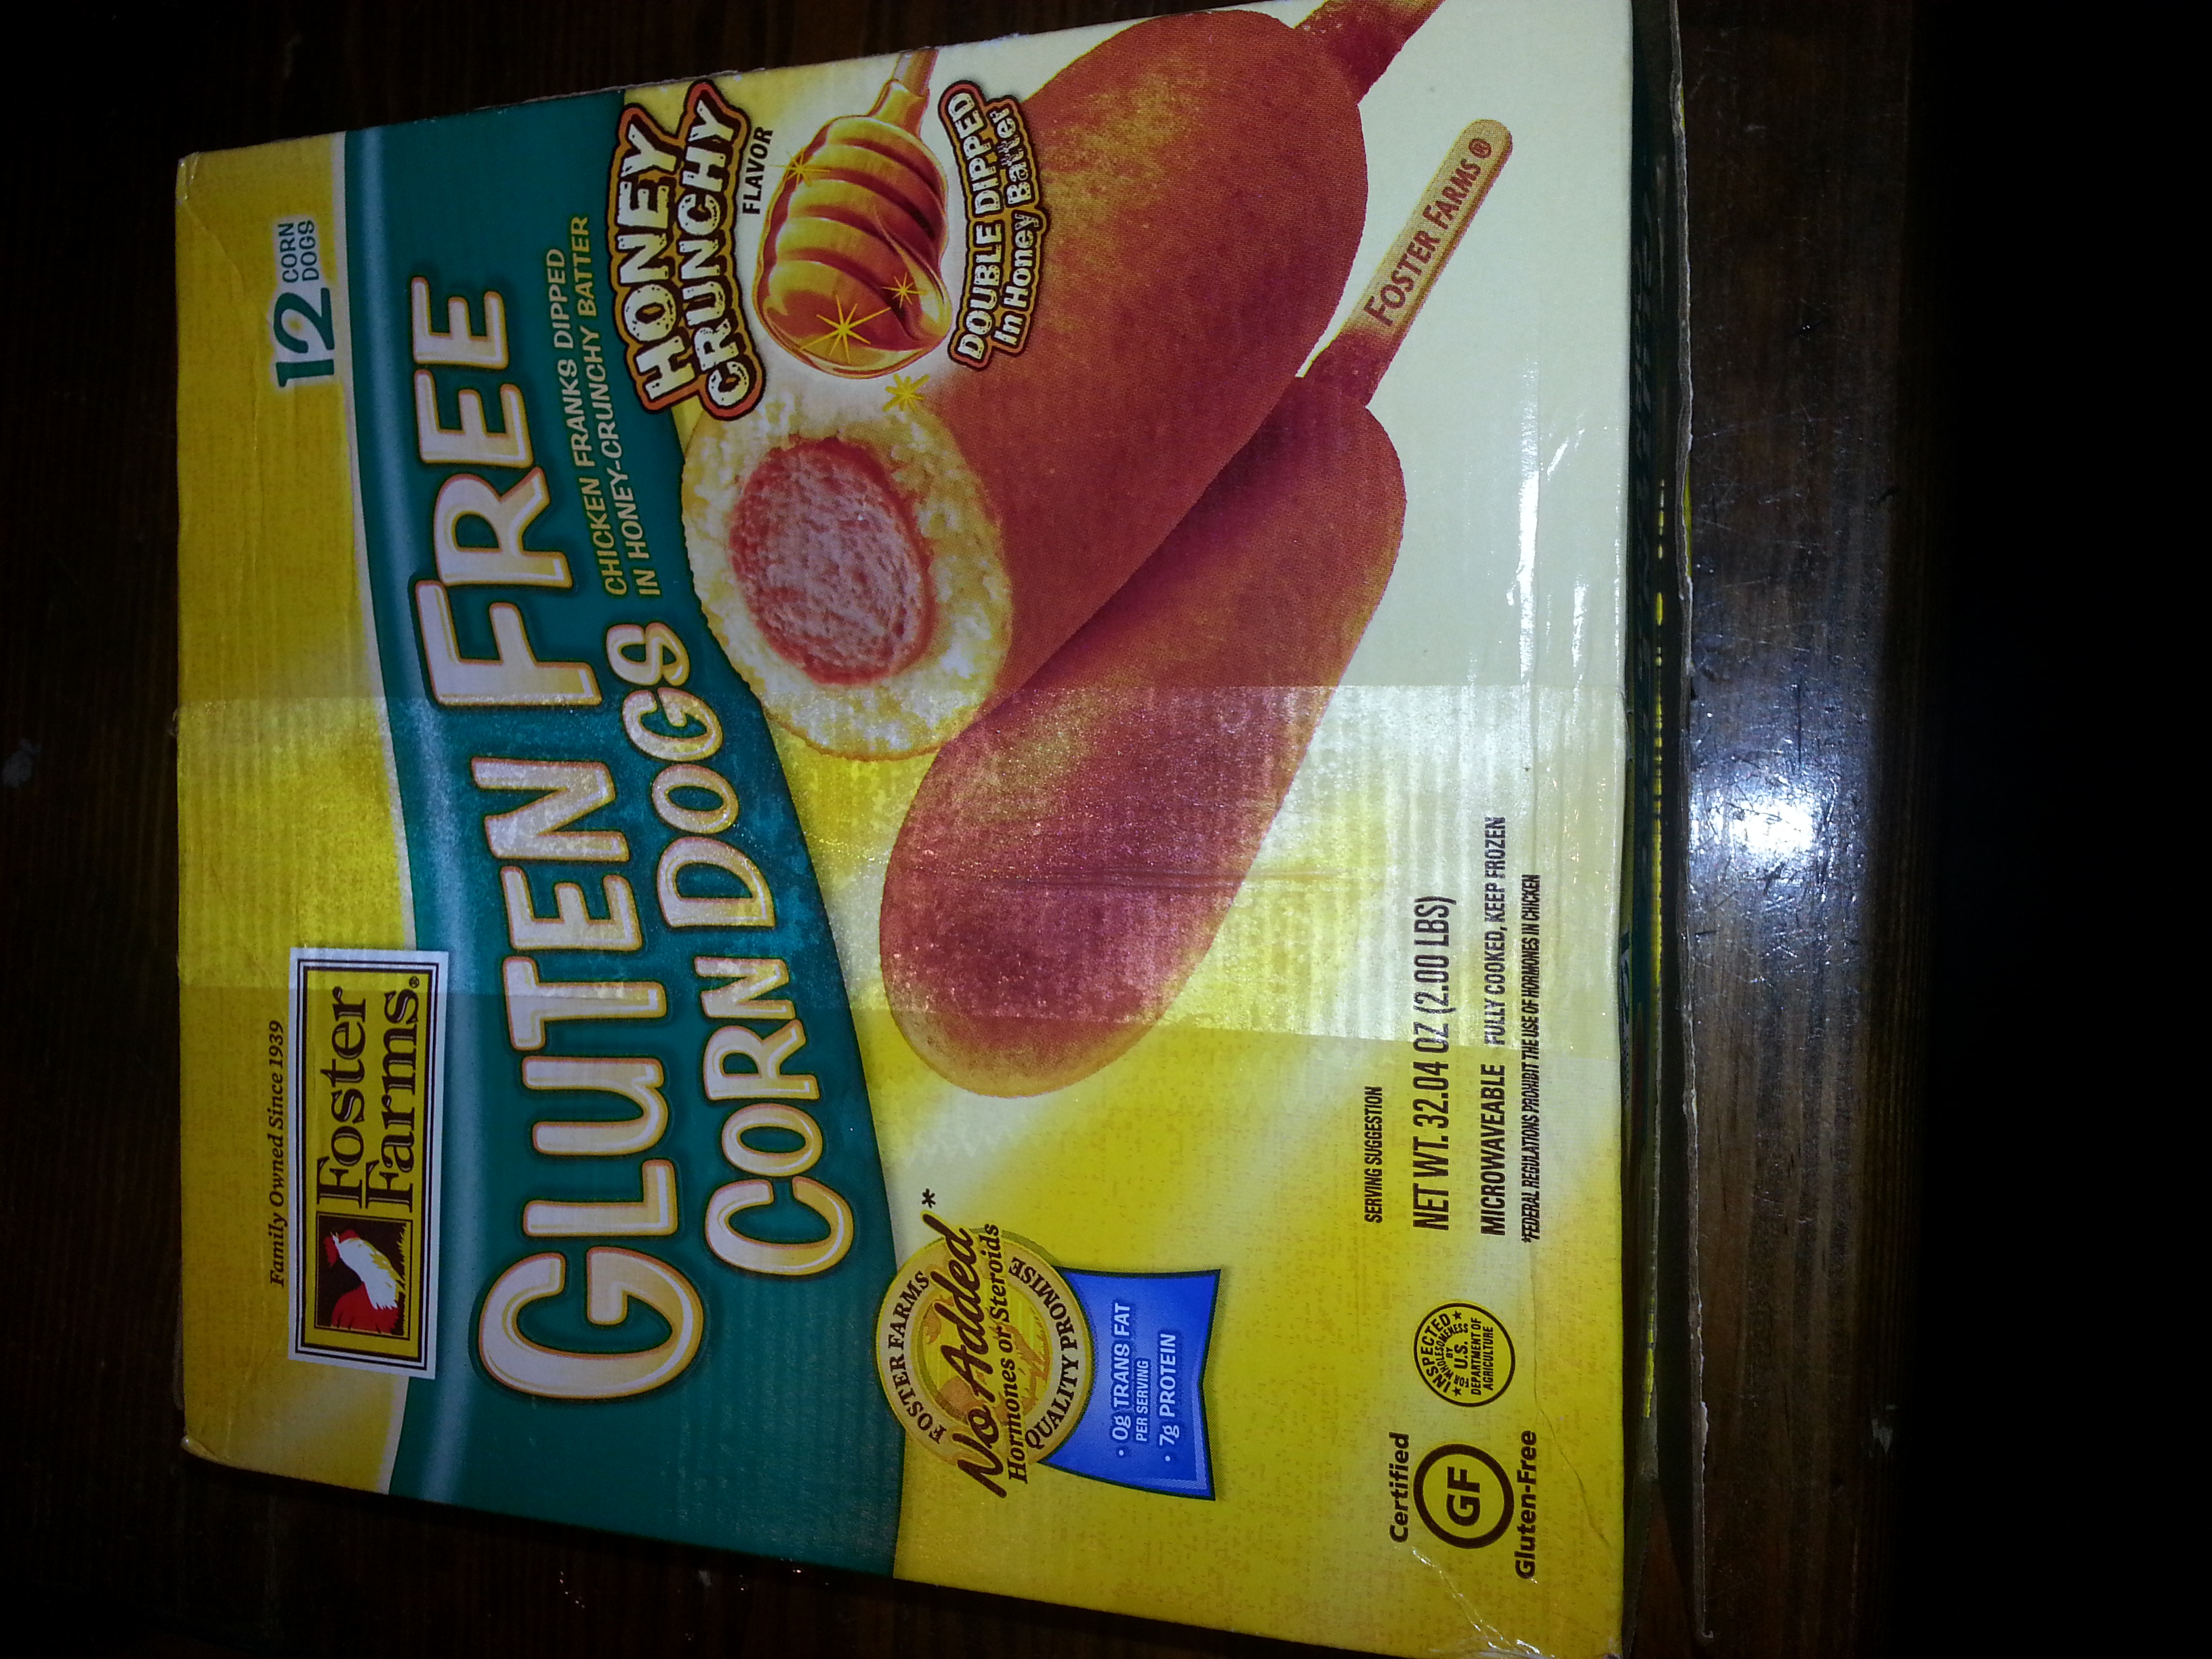 Family Owned Since 1939
Foster
Farms®
12 CORN
DOGS
GLUTEN FREE
CORN DOGS
CHICKEN FRANKS DIPPED
IN HONEY-CRUNCHY BATTER
HONEY
CRUNCHY
FLAVOR
DOUBLE DIPPED
In Honey Batter
FOSTER FARMS ®
FOSTER FARMS
No Added*
Hormones or Steroids
QUALITY PROMISE
• 0g TRANS FAT
PER SERVING
• 7g PROTEIN
SERVING SUGGESTION
NET WT. 32.04 OZ (2.00 LBS)
MICROWAVEABLE FULLY COOKED, KEEP FROZEN
*FEDERAL REGULATIONS PROHIBIT THE USE OF HORMONES IN CHICKEN
Certified
GF
Gluten-Free
INSPECTED
FOR WHOLESOMENESS
BY
U.S.
DEPARTMENT OF
AGRICULTURE